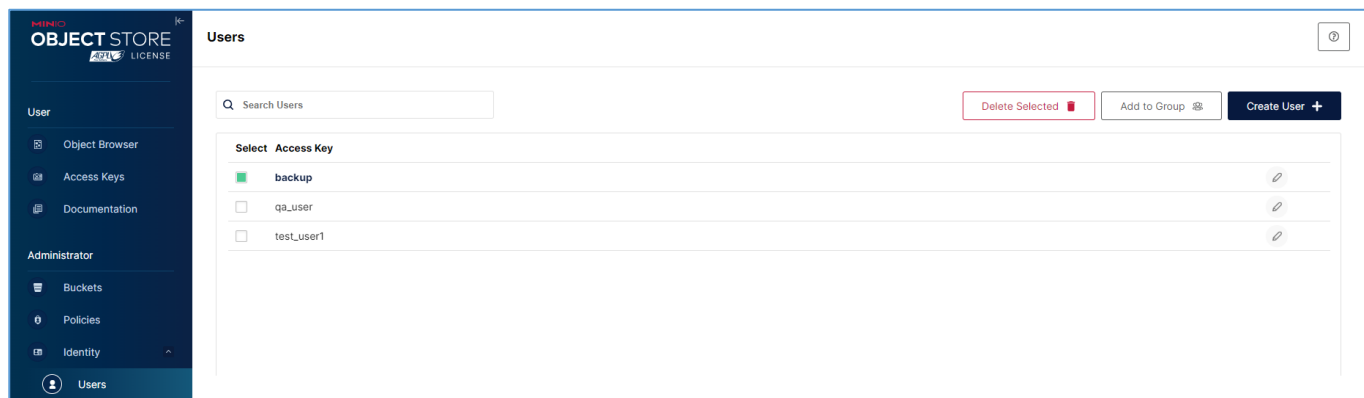 MINIO
OBJECT STORE
AGPLv3 LICENSE
User
Object Browser
Access Keys
Documentation
Administrator
Buckets
Policies
Identity
Users
Users
Search Users
Delete Selected
Add to Group
Create User
Select Access Key
backup
qa_user
test_user1